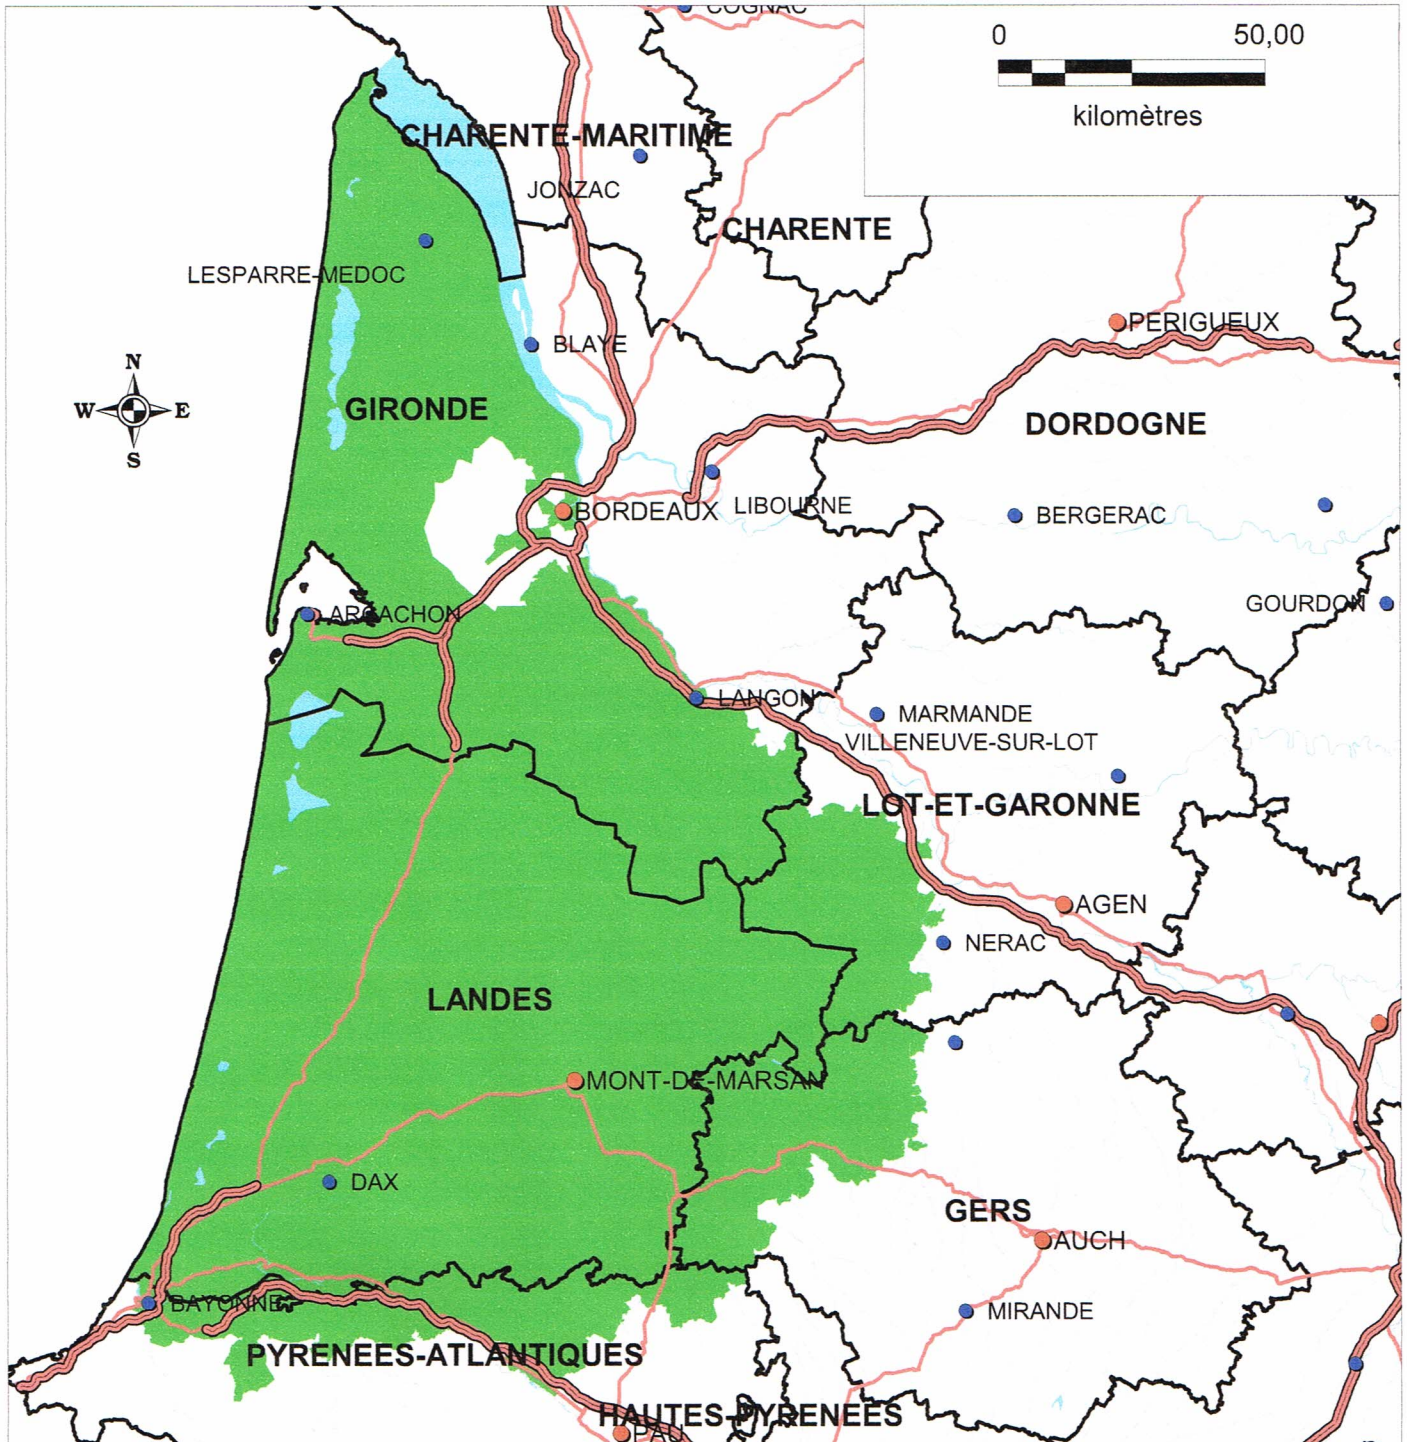 COGNAC
0 50,00
kilomètres
CHARENTE-MARITIME
JONZAC
CHARENTE
LESPARRE-MEDOC
PERIGUEUX
BLAYE
N
W E
S
GIRONDE
DORDOGNE
BORDEAUX
LIBOURNE
BERGERAC
GOURDON
ARCACHON
LANGON
MARMANDE
VILLENEUVE-SUR-LOT
LOT-ET-GARONNE
AGEN
NERAC
LANDES
MONT-DE-MARSAN
DAX
GERS
AUCH
BAYONNE
MIRANDE
PYRENEES-ATLANTIQUES
HAUTES-PYRENEES
PAU